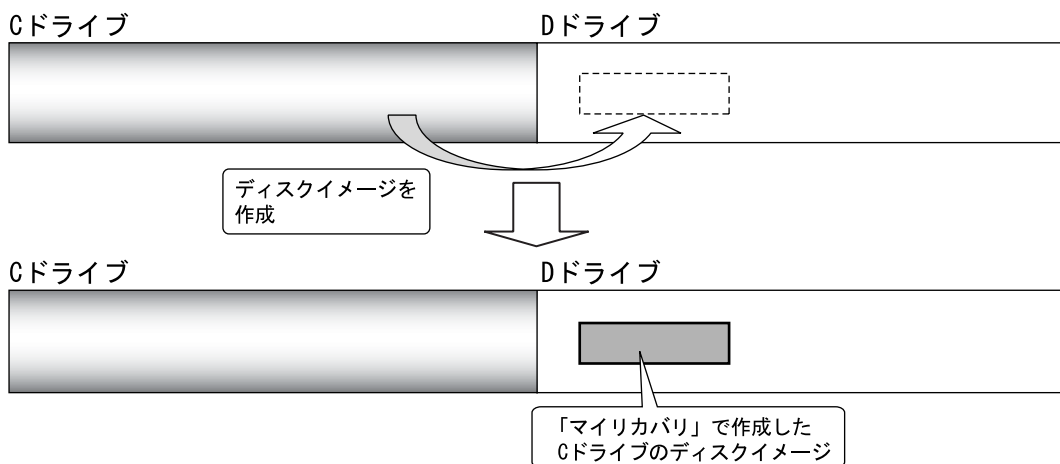 Cドライブ
Dドライブ
ディスクイメージを
作成
Cドライブ
Dドライブ
「マイリカバリ」で作成した
Cドライブのディスクイメージ